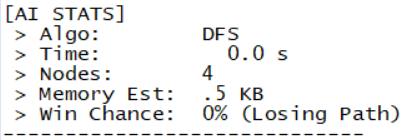 [AI STATS]
> Algo: DFS
> Time: 0.0 s
> Nodes: 4
> Memory Est: .5 KB
> Win Chance: 0% (Losing Path)
------------------------------